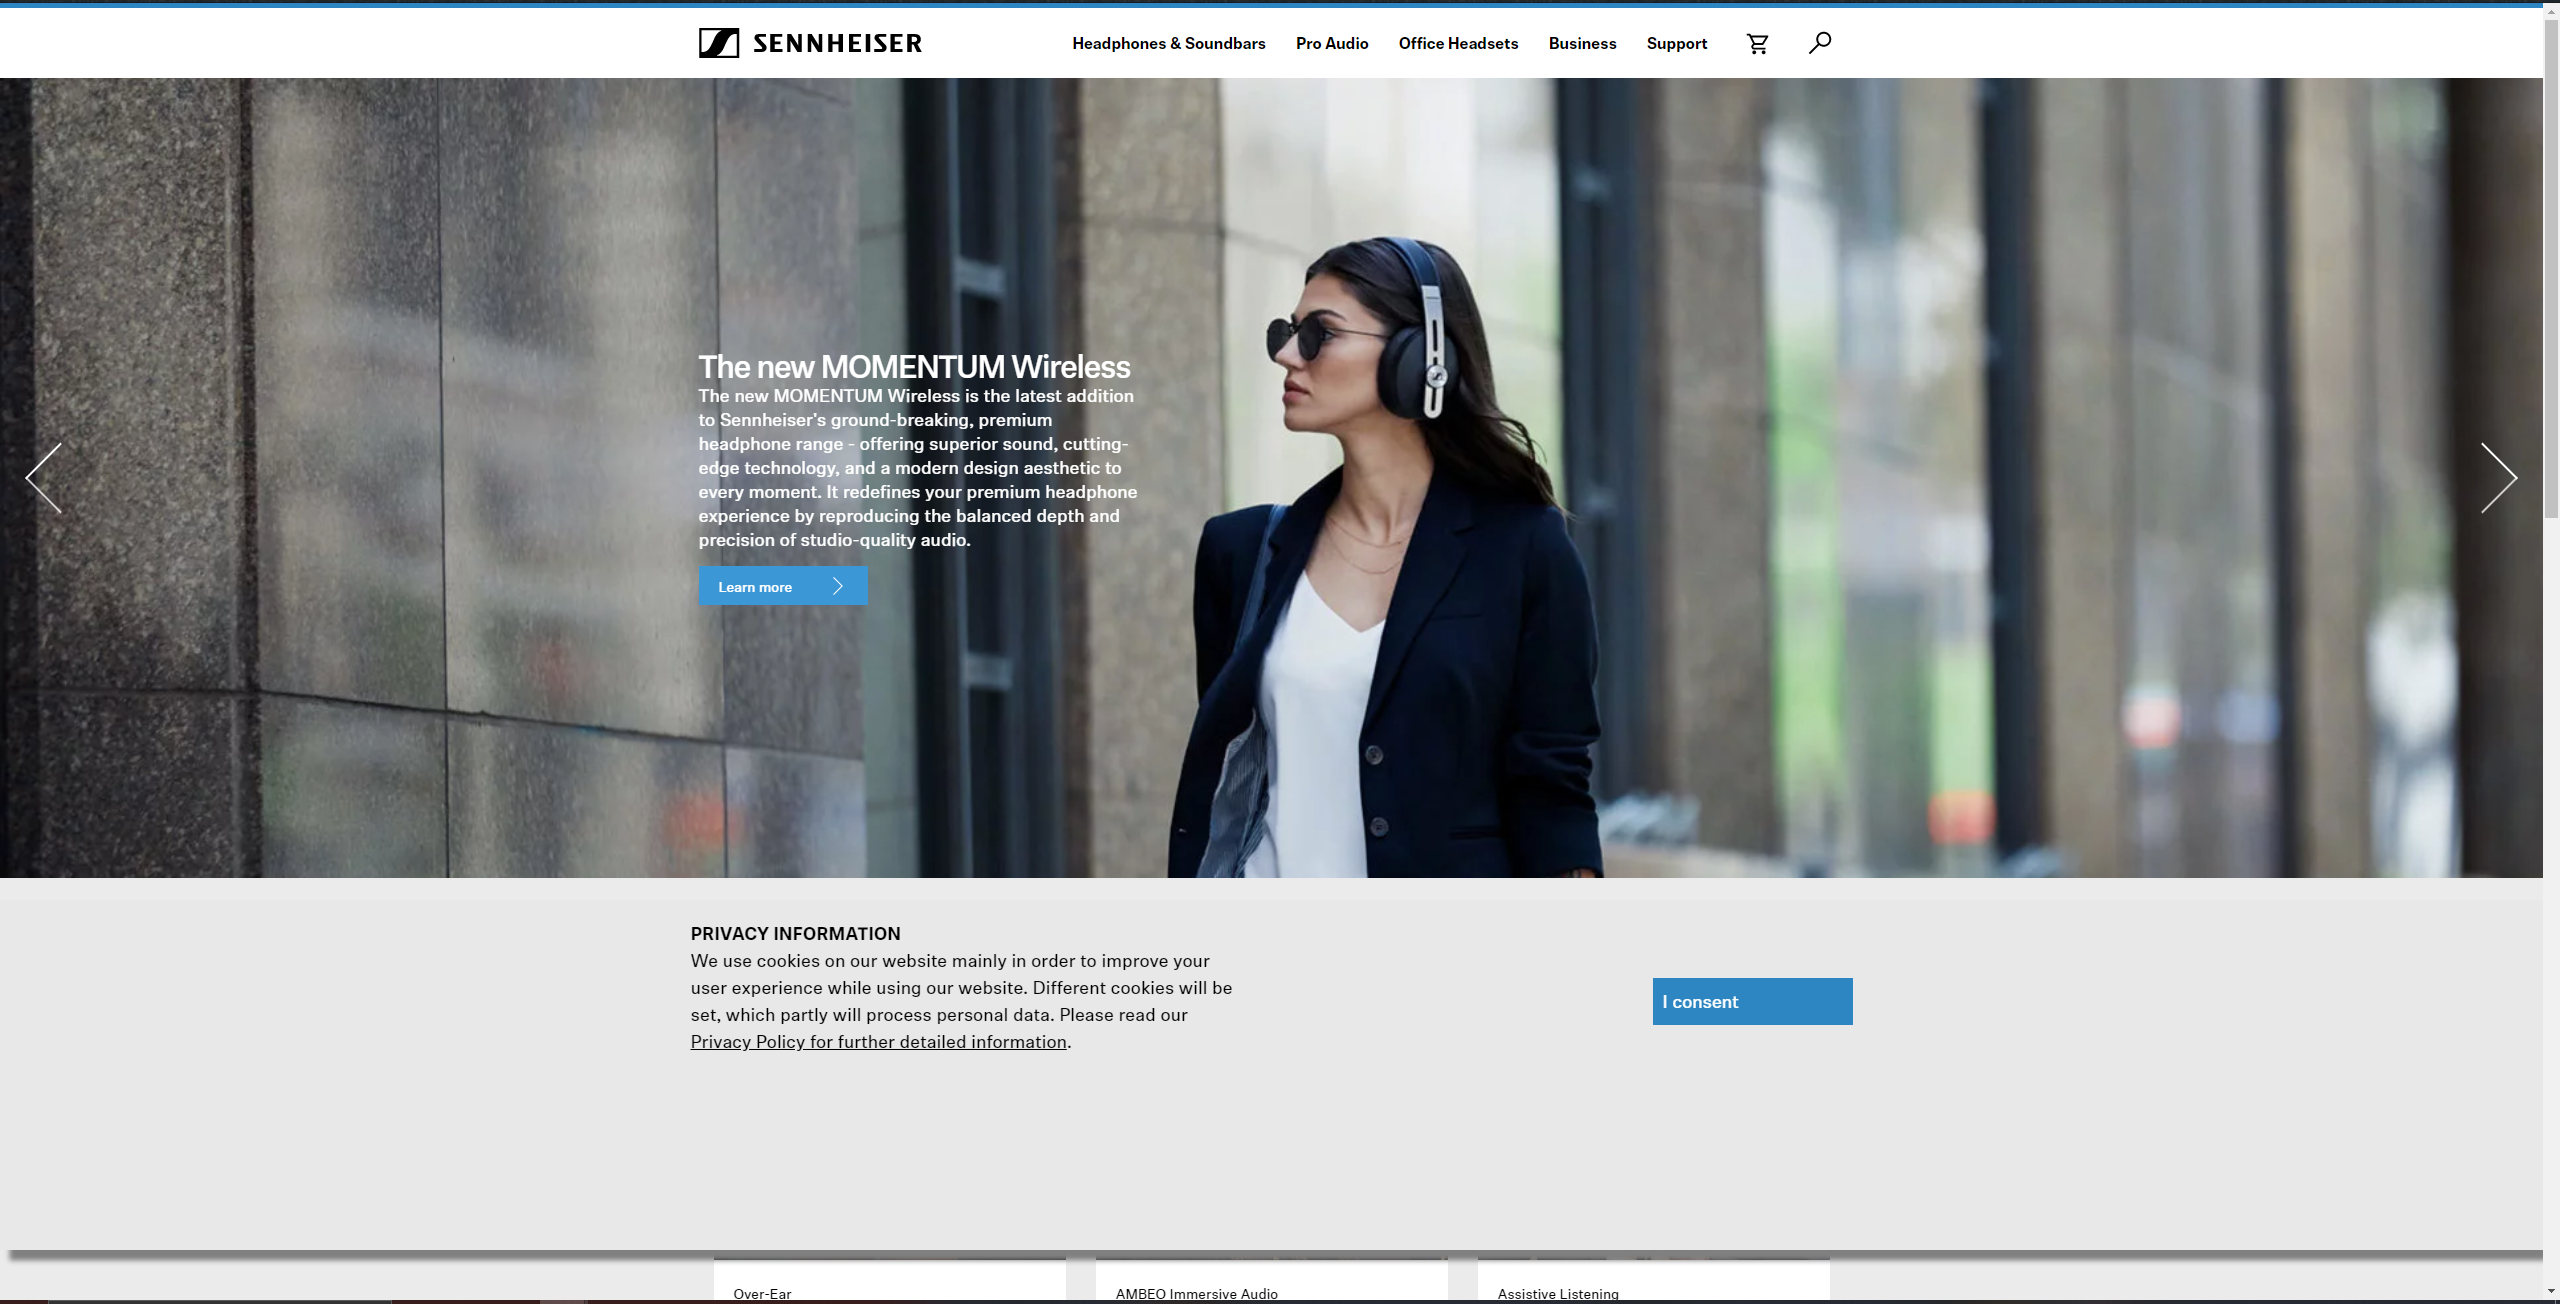 SENNHEISER
Headphones & Soundbars Pro Audio Office Headsets Business Support
The new MOMENTUM Wireless
The new MOMENTUM Wireless is the latest addition
to Sennheiser's ground-breaking, premium
headphone range - offering superior sound, cutting-
edge technology, and a modern design aesthetic to
every moment. It redefines your premium headphone
experience by reproducing the balanced depth and
precision of studio-quality audio.
Learn more
PRIVACY INFORMATION
We use cookies on our website mainly in order to improve your
user experience while using our website. Different cookies will be
set, which partly will process personal data. Please read our
Privacy Policy for further detailed information.
I consent
Over-Ear
AMBEO Immersive Audio
Assistive Listening